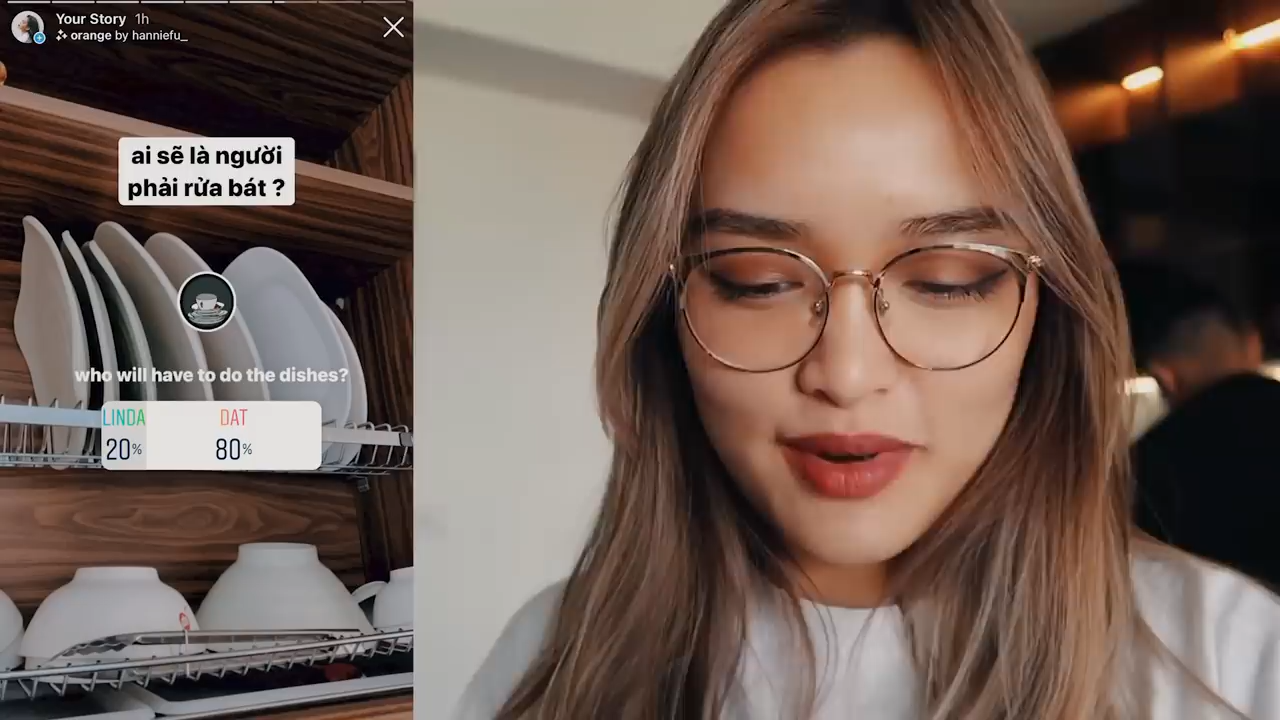 Your Story 1h
orange by hanniefu_
ai sẽ là người
phải rửa bát ?
who will have to do the dishes?
LINDA DAT
20% 80%